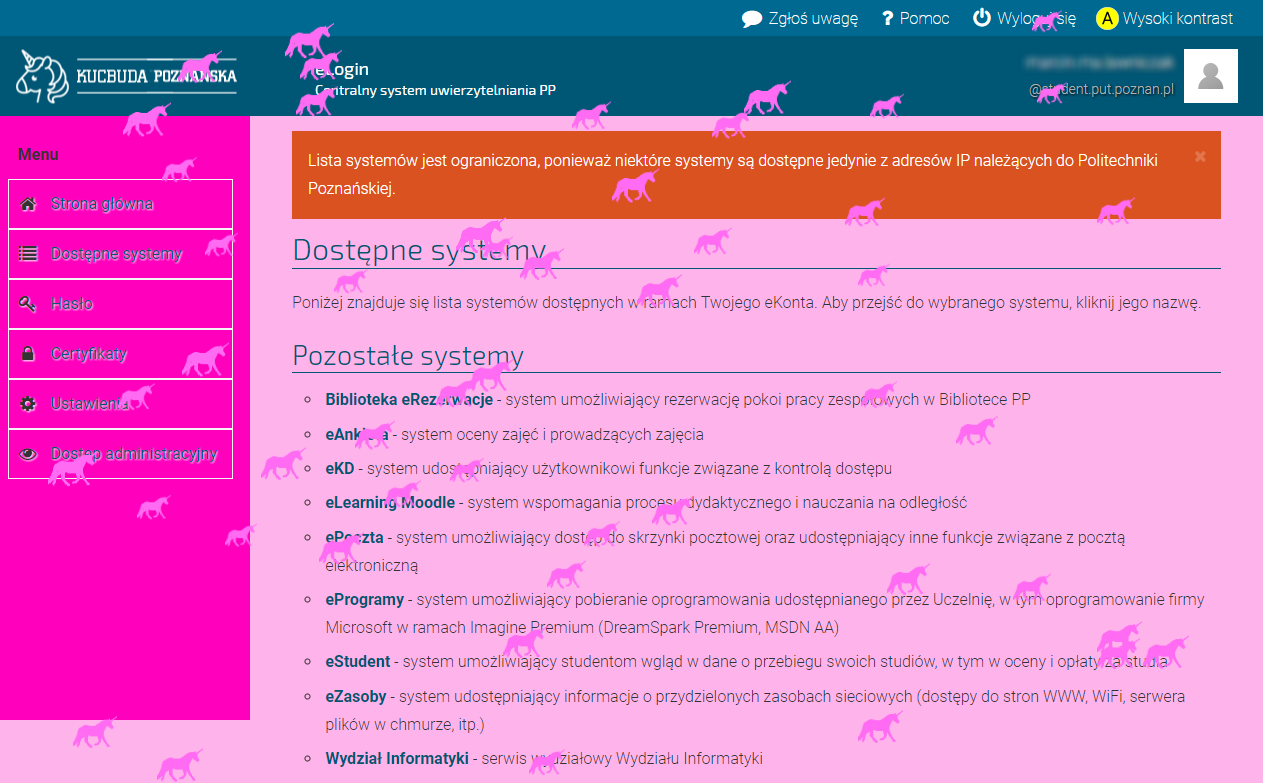 Zgłoś uwagę ? Pomoc Wyloguj się A Wysoki kontrast
KUCBUDA POZNAŃSKA
eLogin
Centralny system uwierzytelniania PP
@student.put.poznan.pl
Menu
Strona główna
Dostępne systemy
Hasło
Certyfikaty
Ustawienia
Dostęp administracyjny
Lista systemów jest ograniczona, ponieważ niektóre systemy są dostępne jedynie z adresów IP należących do Politechniki
Poznańskiej.
Dostępne systemy
Poniżej znajduje się lista systemów dostępnych w ramach Twojego eKonta. Aby przejść do wybranego systemu, kliknij jego nazwę.
Pozostałe systemy
Biblioteka eRezerwacje - system umożliwiający rezerwację pokoi pracy zespołowych w Bibliotece PP
eAnkieta - system oceny zajęć i prowadzących zajęcia
eKD - system udostępniający użytkownikowi funkcje związane z kontrolą dostępu
eLearning Moodle - system wspomagania procesu dydaktycznego i nauczania na odległość
ePoczta - system umożliwiający dostęp do skrzynki pocztowej oraz udostępniający inne funkcje związane z pocztą
elektroniczną
eProgramy - system umożliwiający pobieranie oprogramowania udostępnianego przez Uczelnię, w tym oprogramowanie firmy
Microsoft w ramach Imagine Premium (DreamSpark Premium, MSDN AA)
eStudent - system umożliwiający studentom wgląd w dane o przebiegu swoich studiów, w tym w oceny i opłaty za studia
eZasoby - system udostępniający informacje o przydzielonych zasobach sieciowych (dostępy do stron WWW, WiFi, serwera
plików w chmurze, itp.)
Wydział Informatyki - serwis wydziałowy Wydziału Informatyki